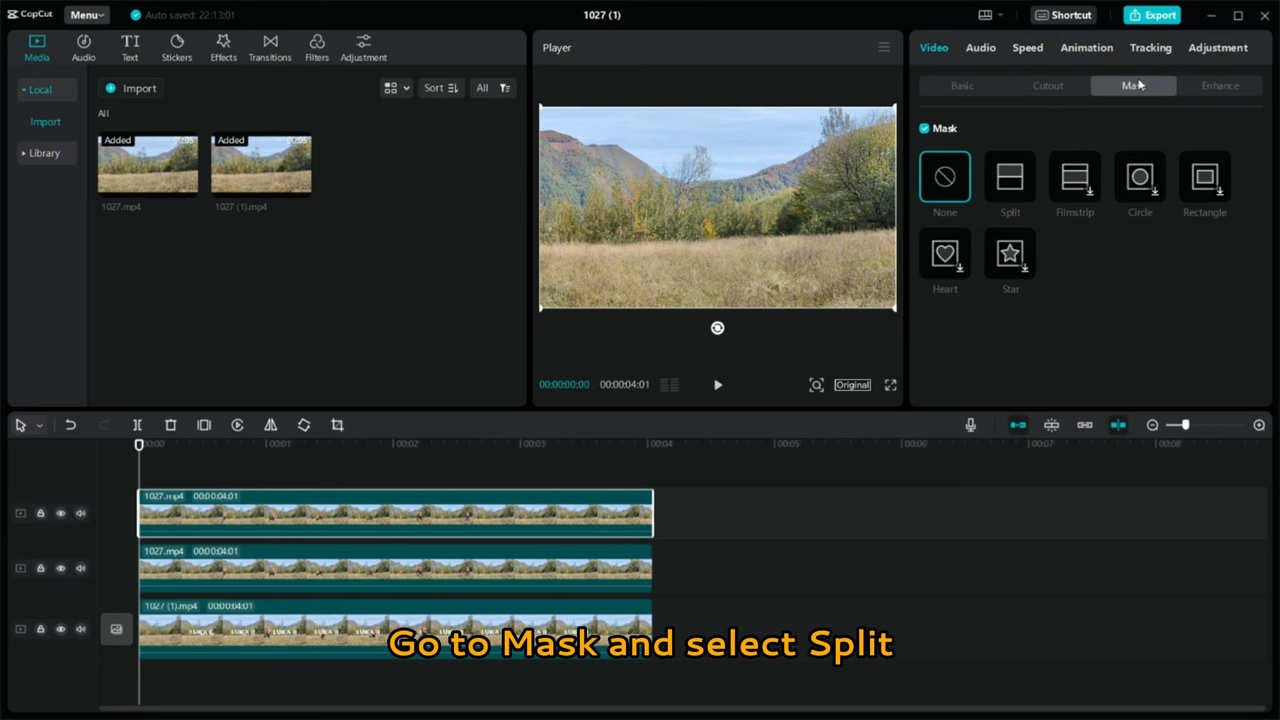 CapCut
Menu
Auto saved: 22:13:01
1027 (1)
Shortcut
Export
Media
Audio
Text
Stickers
Effects
Transitions
Filters
Adjustment
Local
Import
Library
Import
Sort
All
All
Added
00:05
1027.mp4
Added
00:05
1027 (1).mp4
Player
00:00:00:00
00:00:04:01
Original
Video
Audio
Speed
Animation
Tracking
Adjustment
Basic
Cutout
Mask
Enhance
Mask
None
Split
Filmstrip
Circle
Rectangle
Heart
Star
00:00
00:01
00:02
00:03
00:04
00:05
00:06
00:07
00:08
1027.mp4 00:00:04:01
1027.mp4 00:00:04:01
1027 (1).mp4 00:00:04:01
Go to Mask and select Split